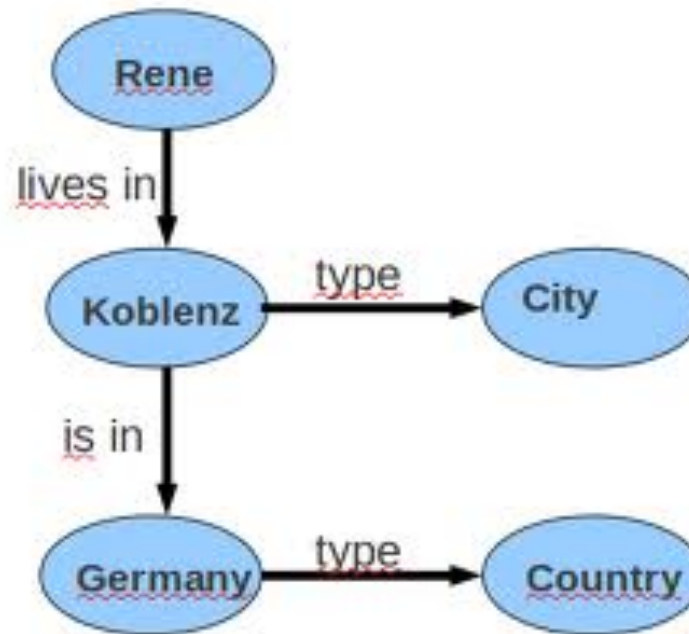 Rene
lives in
type
Koblenz
City
is in
type
Germany
Country